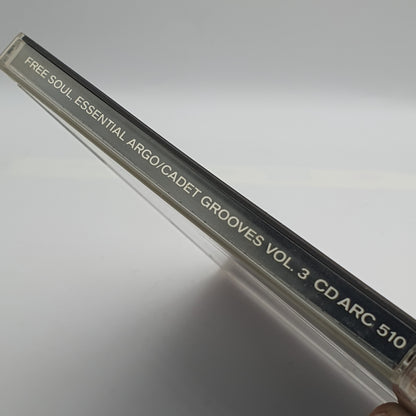 FREE SOUL ESSENTIAL ARGO/CADET GROOVES VOL. 3 CD ARC 510